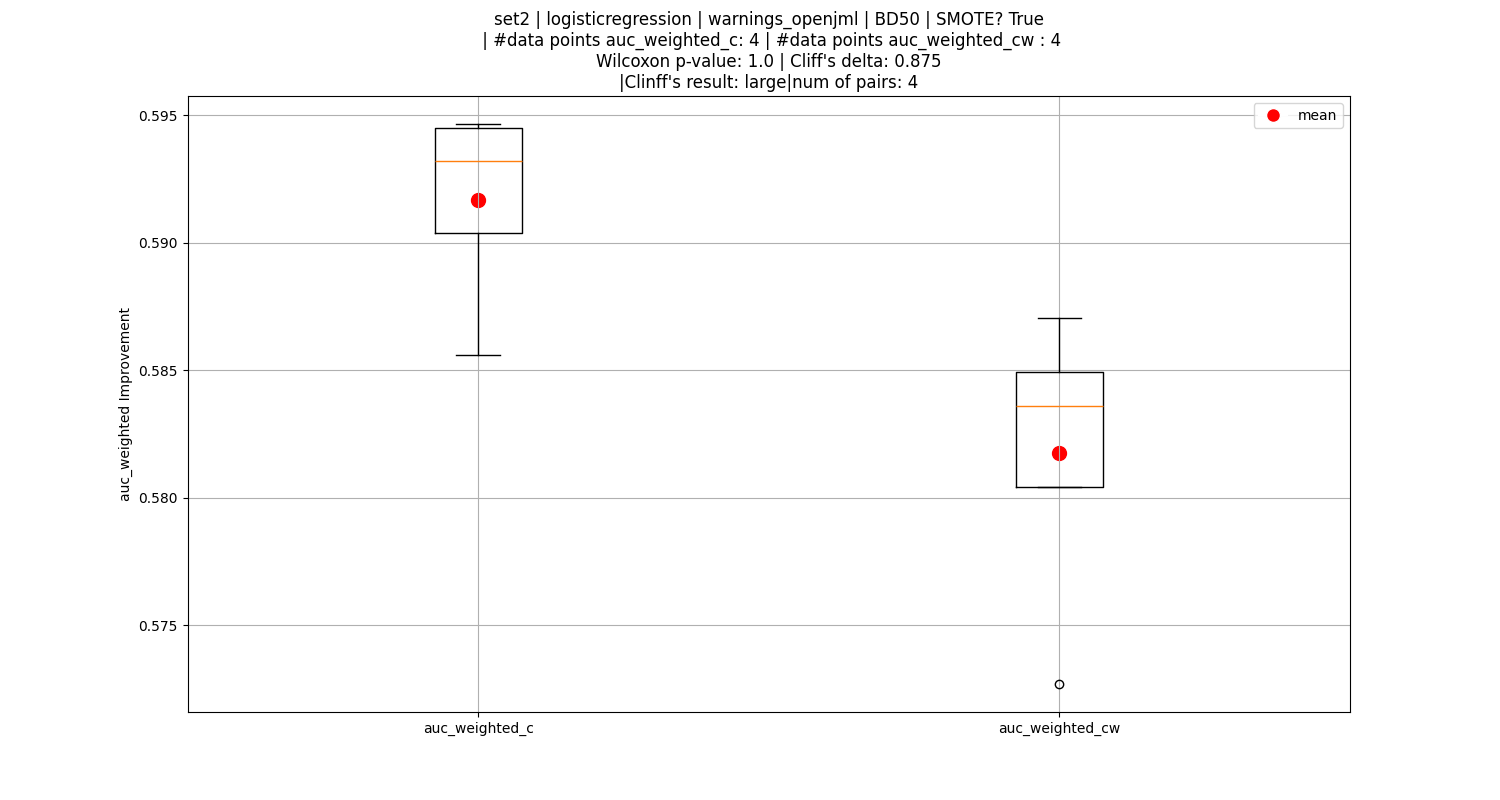 set2 | logisticregression | warnings_openjml | BD50 | SMOTE? True
| #data points auc_weighted_c: 4 | #data points auc_weighted_cw : 4
Wilcoxon p-value: 1.0 | Cliff's delta: 0.875
|Clinff's result: large|num of pairs: 4
mean
0.595
0.590
0.585
0.580
0.575
auc_weighted Improvement
auc_weighted_c
auc_weighted_cw